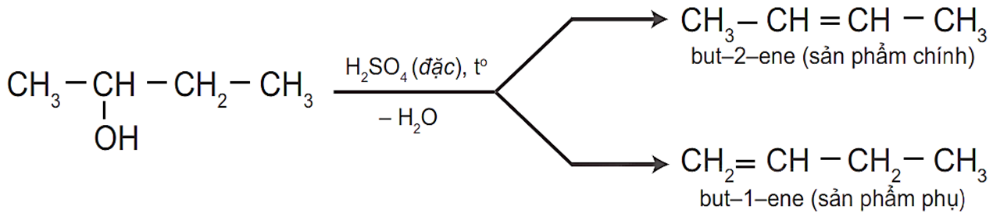 CH₃ – CH – CH₂ – CH₃
OH
H₂SO₄ (đặc), tᵒ
– H₂O
CH₃ – CH = CH – CH₃
but–2–ene (sản phẩm chính)
CH₂ = CH – CH₂ – CH₃
but–1–ene (sản phẩm phụ)